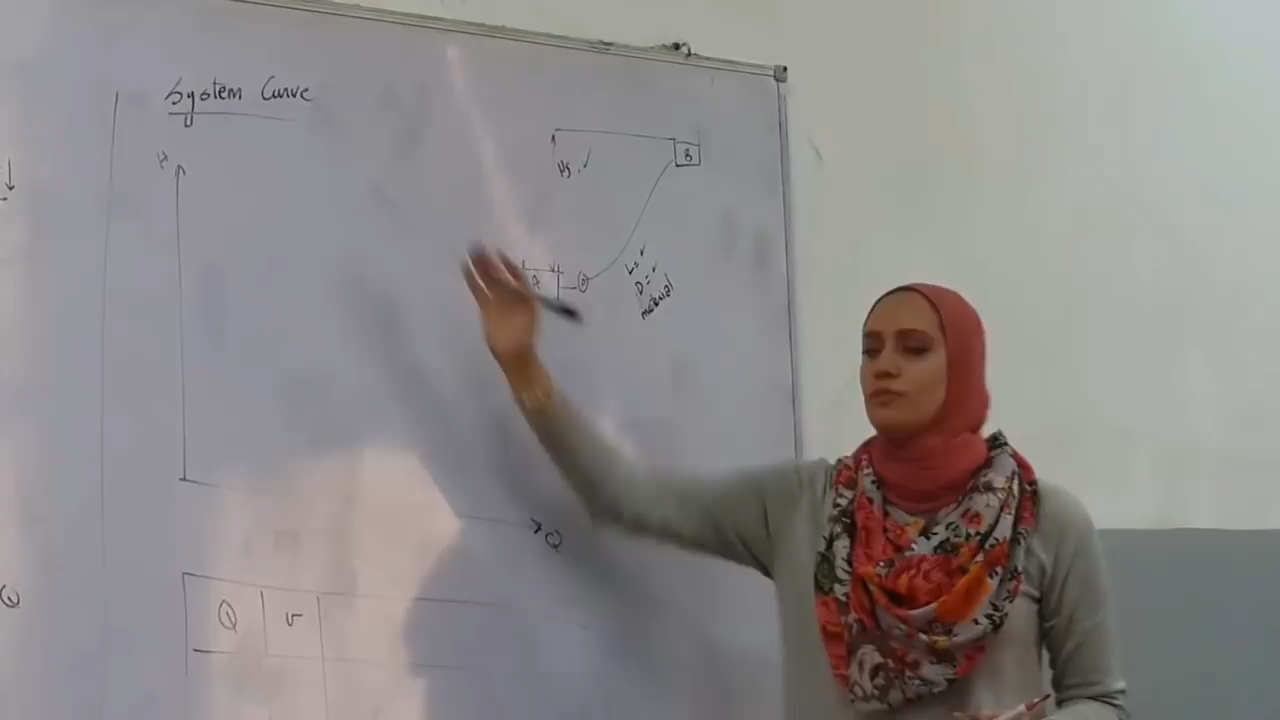 System Curve
H
Hs. ✓
B
A
L= ✓
D= ✓
material
Q
Q
Q v